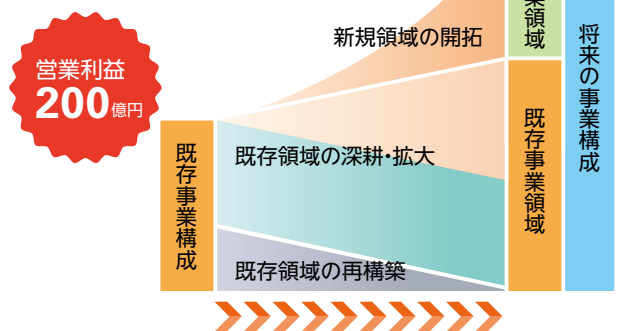 営業利益
200億円
新規領域の開拓
業領域
将来の事業構成
既存事業構成
既存領域の深耕・拡大
既存事業領域
既存領域の再構築